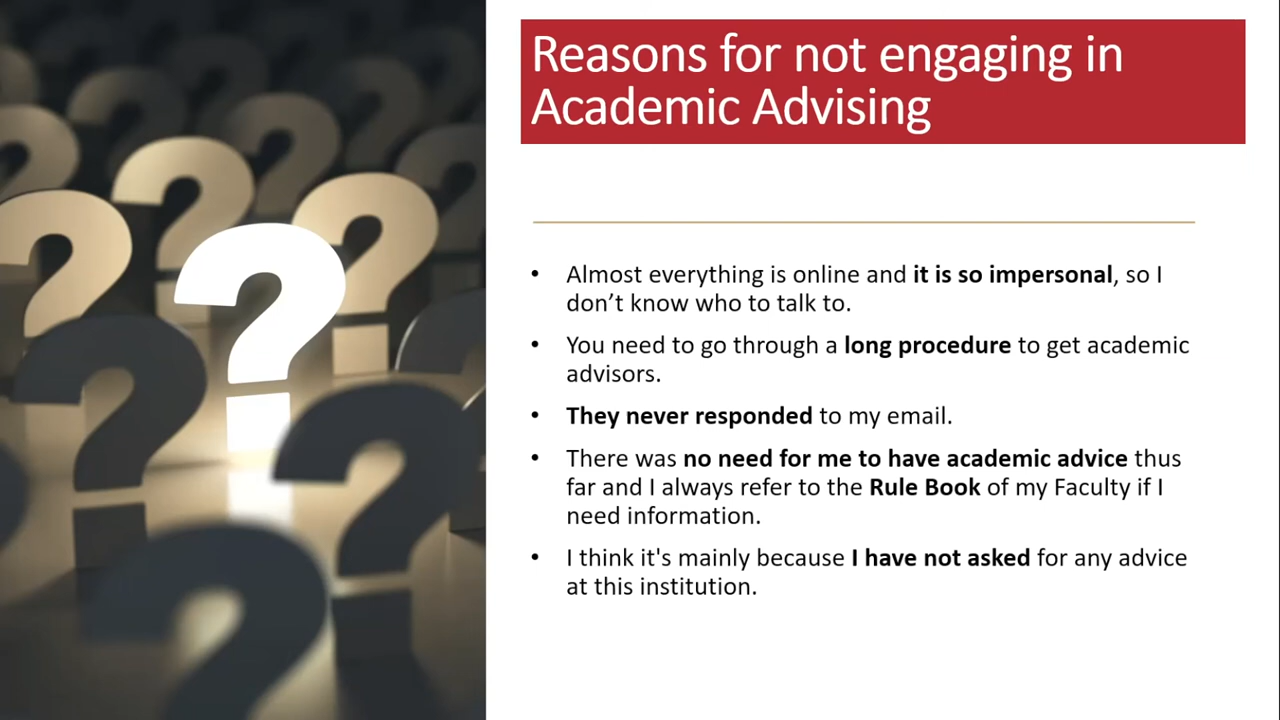 Reasons for not engaging in
Academic Advising
• Almost everything is online and it is so impersonal, so I
don’t know who to talk to.
• You need to go through a long procedure to get academic
advisors.
• They never responded to my email.
• There was no need for me to have academic advice thus
far and I always refer to the Rule Book of my Faculty if I
need information.
• I think it's mainly because I have not asked for any advice
at this institution.